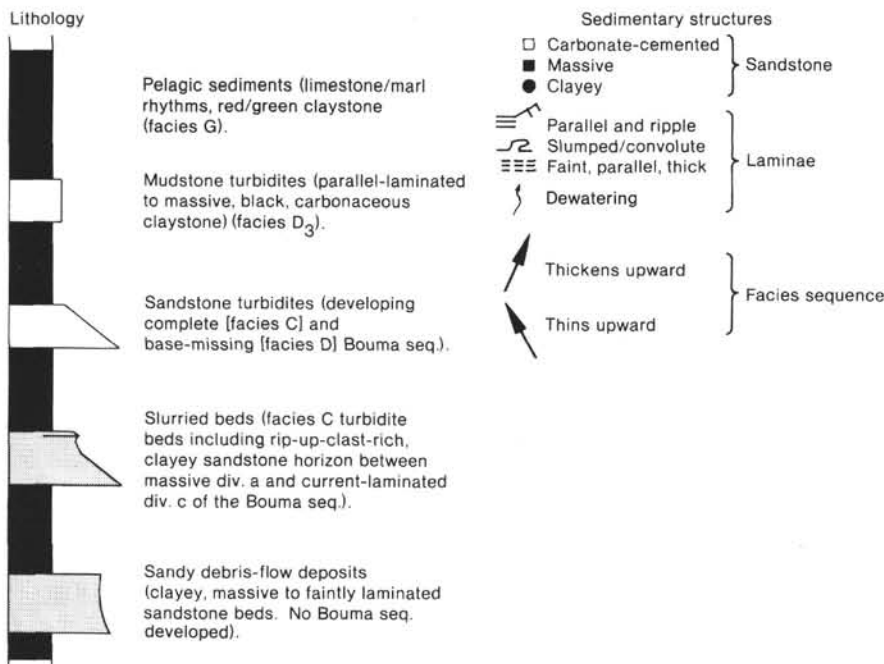 Lithology
Pelagic sediments (limestone/marl
rhythms, red/green claystone
(facies G).
Mudstone turbidites (parallel-laminated
to massive, black, carbonaceous
claystone) (facies D3).
Sandstone turbidites (developing
complete [facies C] and
base-missing [facies D] Bouma seq.).
Slurried beds (facies C turbidite
beds including rip-up-clast-rich,
clayey sandstone horizon between
massive div. a and current-laminated
div. c of the Bouma seq.).
Sandy debris-flow deposits
(clayey, massive to faintly laminated
sandstone beds. No Bouma seq.
developed).
Sedimentary structures
Carbonate-cemented
Massive
Clayey
Sandstone
Parallel and ripple
Slumped/convolute
Faint, parallel, thick
Dewatering
Laminae
Thickens upward
Thins upward
Facies sequence